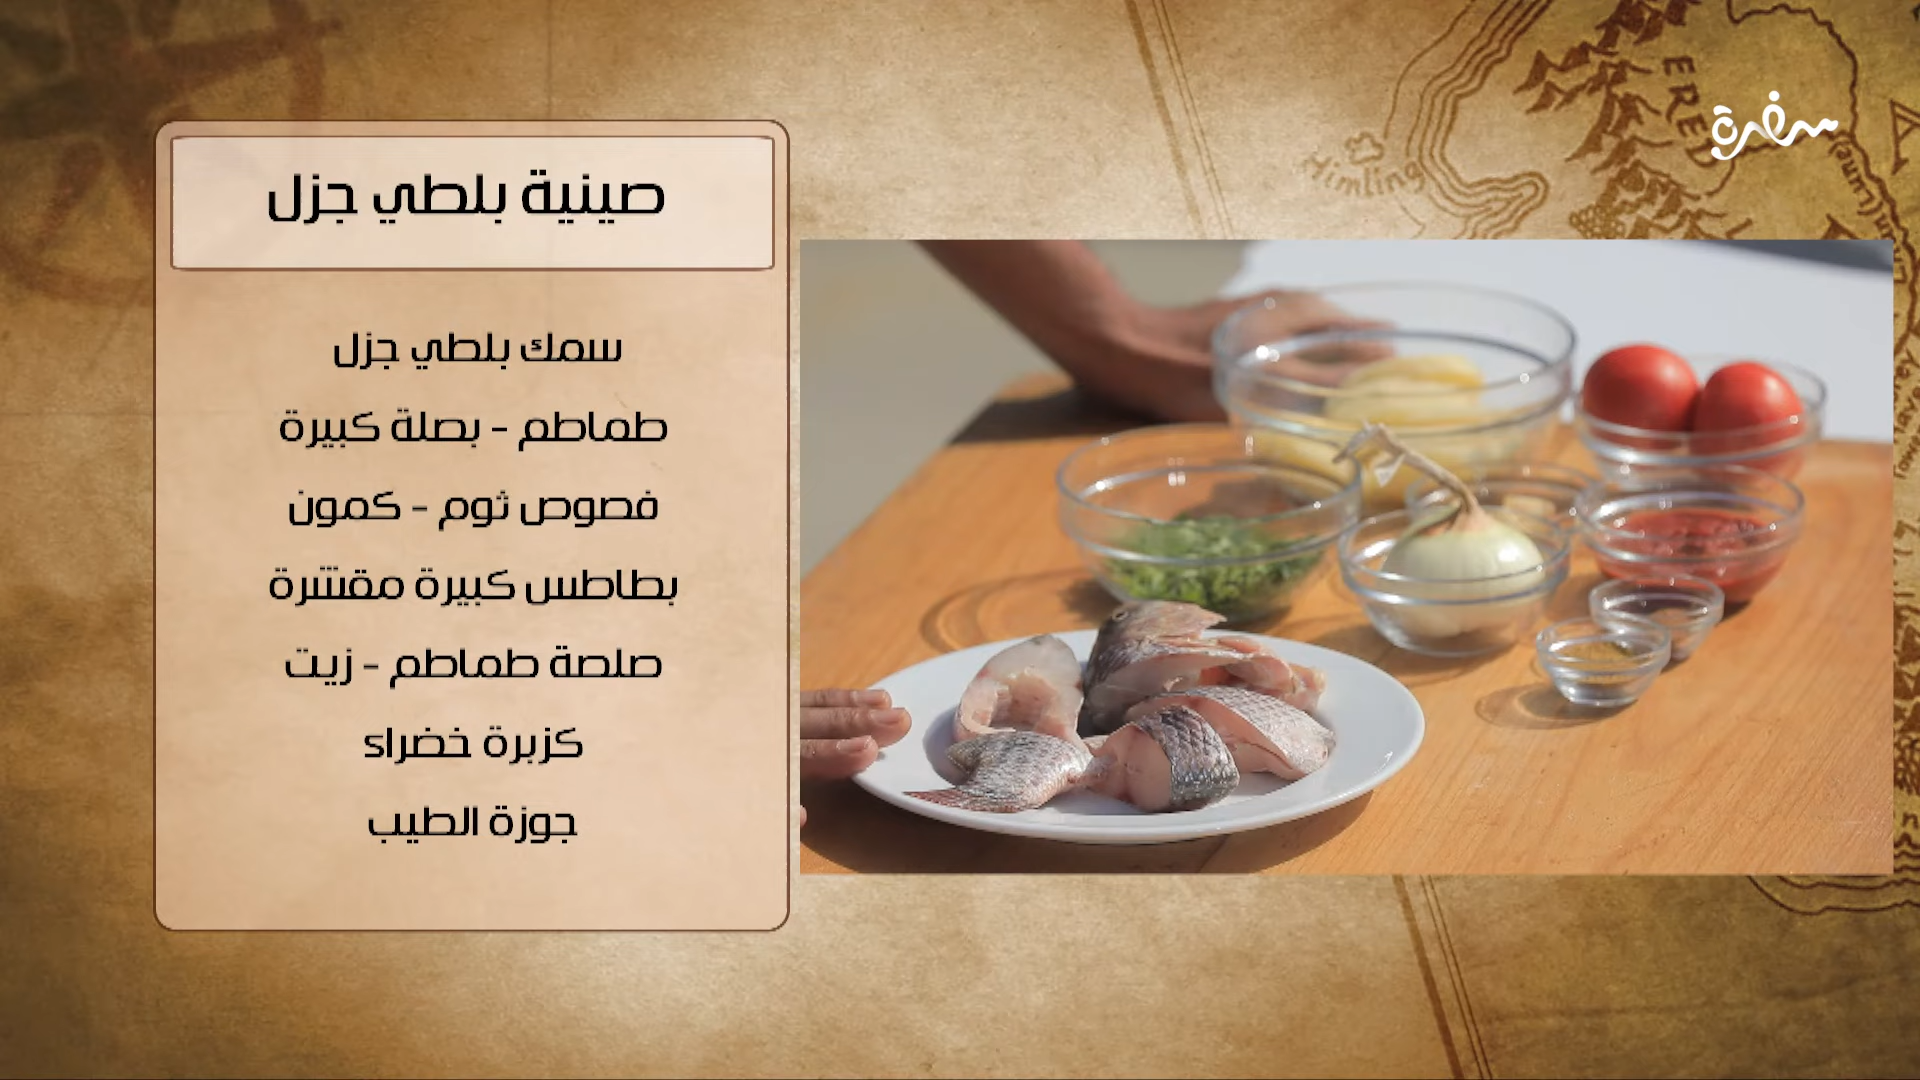 سفرة
صينية بلطي جزل
سمك بلطي جزل
طماطم - بصلة كبيرة
فصوص ثوم - كمون
بطاطس كبيرة مقشرة
صلصة طماطم - زيت
كزبرة خضراء
جوزة الطيب
Himling
ERE